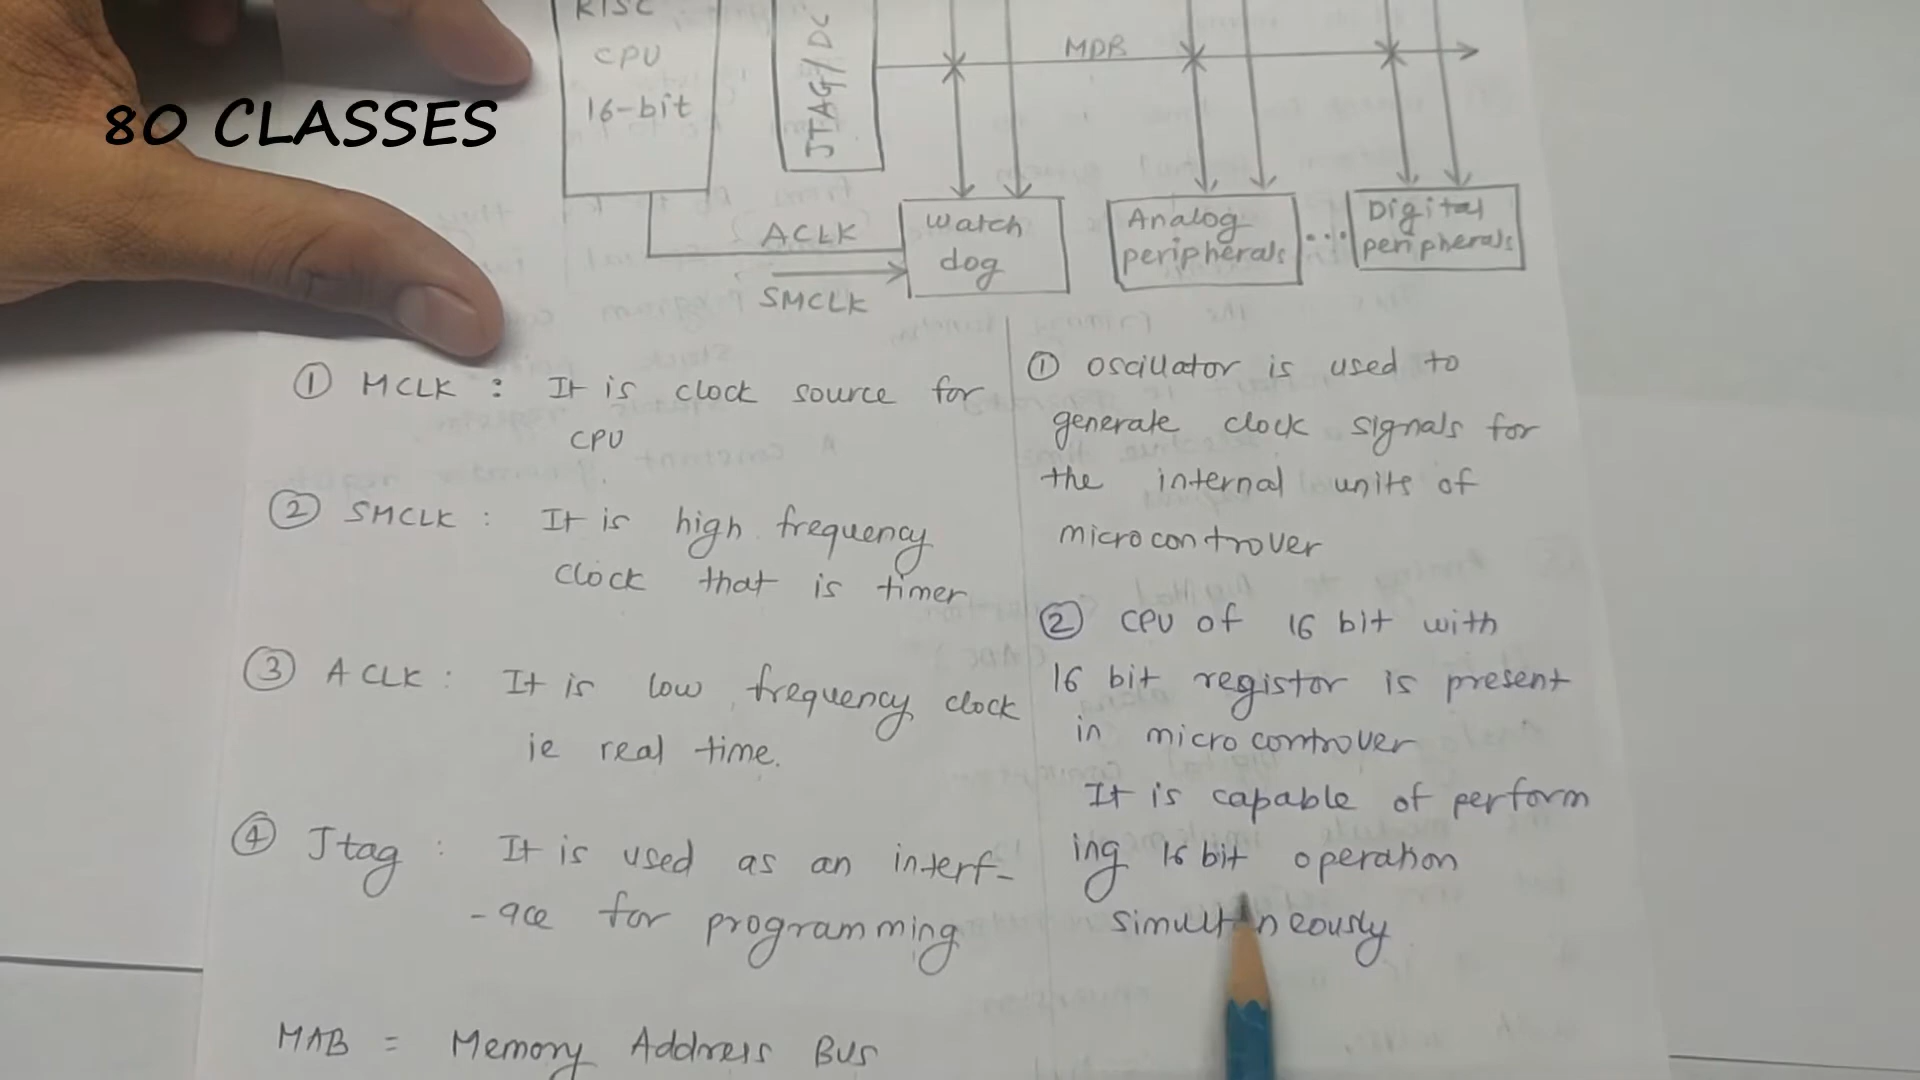 RISC
CPU
16-bit
JTAG/DC
MDB
80 CLASSES
ACLK
SMCLK
Watch
dog
Analog
peripherals
...
Digital
peripherals
① MCLK : It is clock source for
CPU
② SMCLK : It is high frequency
clock that is timer
③ ACLK : It is low frequency clock
ie real time.
④ Jtag : It is used as an interf-
-ace for programming
MAB = Memory Address Bus
① oscillator is used to
generate clock signals for
the internal units of
microcontrover
② CPU of 16 bit with
16 bit registor is present
in microcontrover
It is capable of perform
ing 16 bit operation
simultaneously